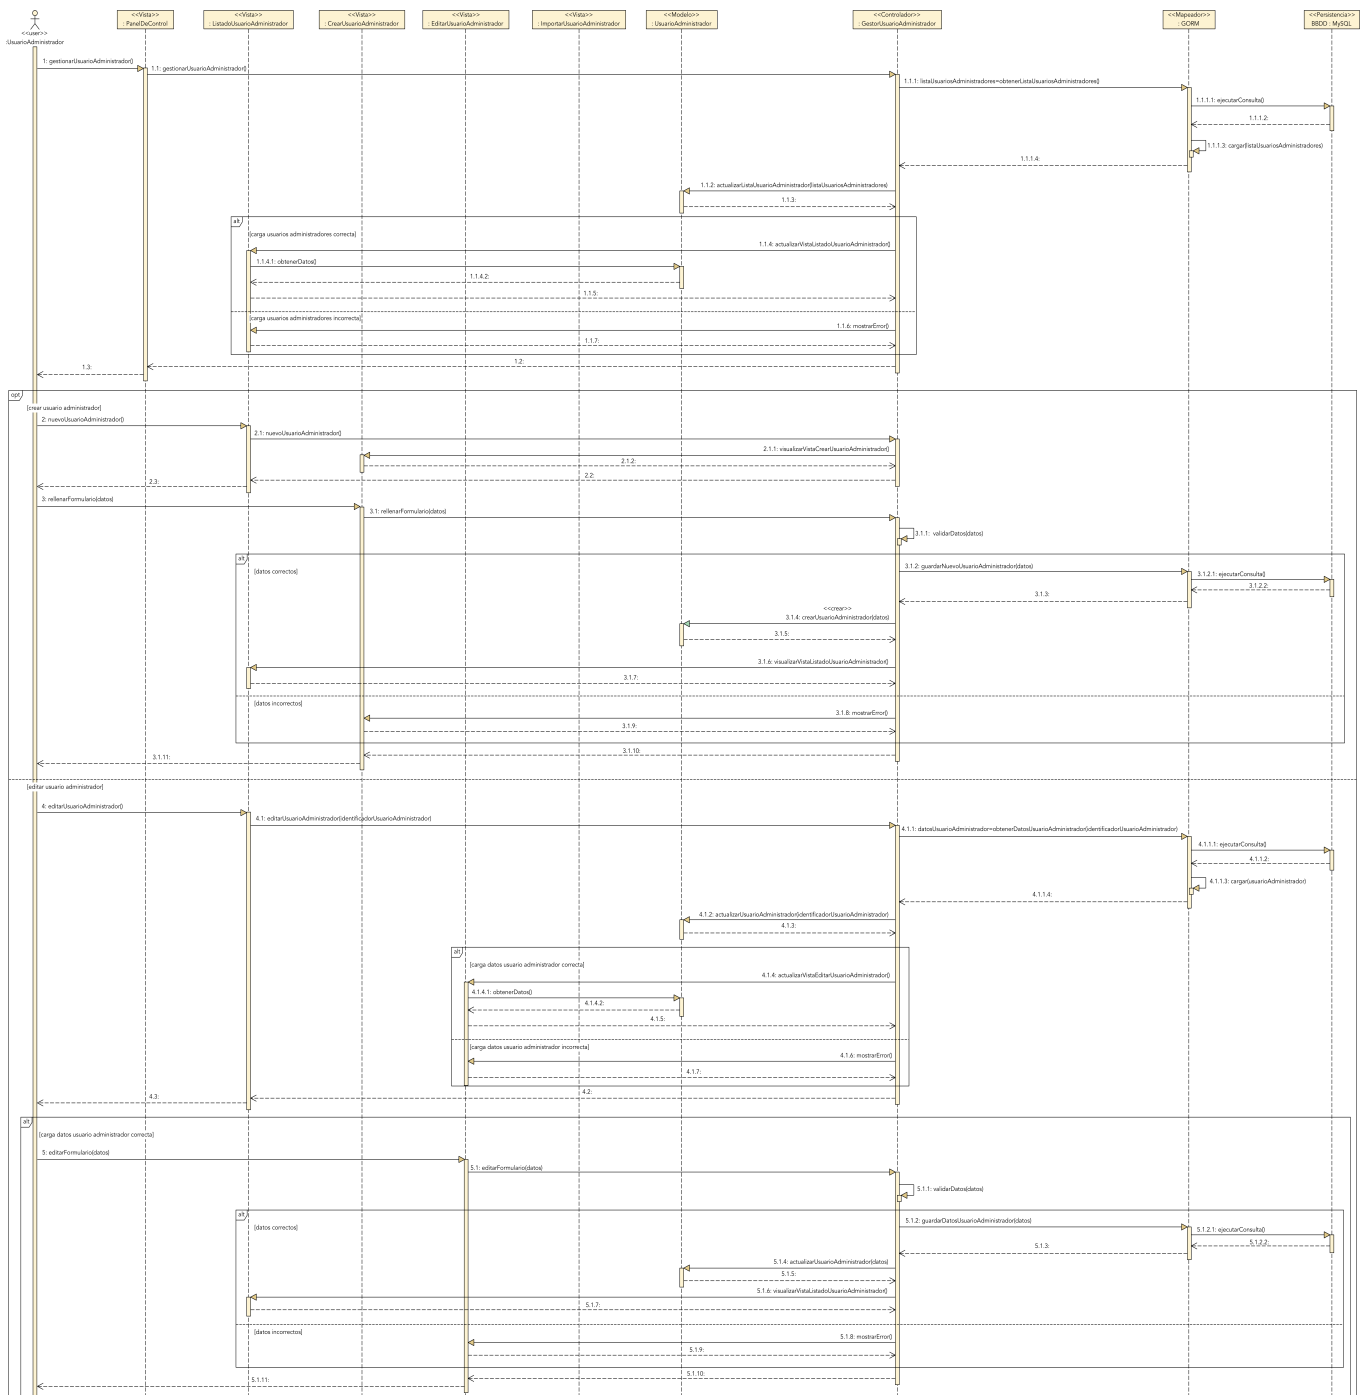 <<Vista>>
: PanelDeControl
<<Vista>>
: ListadoUsuarioAdministrador
<<Vista>>
: CrearUsuarioAdministrador
<<Vista>>
: EditarUsuarioAdministrador
<<Vista>>
: ImportarUsuarioAdministrador
<<Modelo>>
: UsuarioAdministrador
<<Controlador>>
: GestorUsuarioAdministrador
<<Mapeador>>
: GORM
<<Persistencia>>
BBDD : MySQL
<<user>>
:UsuarioAdministrador
1: gestionarUsuarioAdministrador()
1.1: gestionarUsuarioAdministrador()
1.1.1: listaUsuariosAdministradores=obtenerListaUsuariosAdministradores()
1.1.1.1: ejecutarConsulta()
1.1.1.2:
1.1.1.3: cargar(listaUsuariosAdministradores)
1.1.1.4:
1.1.2: actualizarListaUsuarioAdministrador(listaUsuariosAdministradores)
1.1.3:
alt
[carga usuarios administradores correcta]
1.1.4: actualizarVistaListadoUsuarioAdministrador()
1.1.4.1: obtenerDatos()
1.1.4.2:
1.1.5:
[carga usuarios administradores incorrecta]
1.1.6: mostrarError()
1.1.7:
1.2:
1.3:
opt
[crear usuario administrador]
2: nuevoUsuarioAdministrador()
2.1: nuevoUsuarioAdministrador()
2.1.1: visualizarVistaCrearUsuarioAdministrador()
2.1.2:
2.2:
2.3:
3: rellenarFormulario(datos)
3.1: rellenarFormulario(datos)
3.1.1: validarDatos(datos)
alt
[datos correctos]
3.1.2: guardarNuevoUsuarioAdministrador(datos)
3.1.2.1: ejecutarConsulta()
3.1.2.2:
3.1.3:
<<crear>>
3.1.4: crearUsuarioAdministrador(datos)
3.1.5:
3.1.6: visualizarVistaListadoUsuarioAdministrador()
3.1.7:
[datos incorrectos]
3.1.8: mostrarError()
3.1.9:
3.1.10:
3.1.11:
[editar usuario administrador]
4: editarUsuarioAdministrador()
4.1: editarUsuarioAdministrador(identificadorUsuarioAdministrador)
4.1.1: datosUsuarioAdministrador=obtenerDatosUsuarioAdministrador(identificadorUsuarioAdministrador)
4.1.1.1: ejecutarConsulta()
4.1.1.2:
4.1.1.3: cargar(usuarioAdministrador)
4.1.1.4:
4.1.2: actualizarUsuarioAdministrador(identificadorUsuarioAdministrador)
4.1.3:
alt
[carga datos usuario administrador correcta]
4.1.4: actualizarVistaEditarUsuarioAdministrador()
4.1.4.1: obtenerDatos()
4.1.4.2:
4.1.5:
[carga datos usuario administrador incorrecta]
4.1.6: mostrarError()
4.1.7:
4.2:
4.3:
alt
[carga datos usuario administrador correcta]
5: editarFormulario(datos)
5.1: editarFormulario(datos)
5.1.1: validarDatos(datos)
alt
[datos correctos]
5.1.2: guardarDatosUsuarioAdministrador(datos)
5.1.2.1: ejecutarConsulta()
5.1.2.2:
5.1.3:
5.1.4: actualizarUsuarioAdministrador(datos)
5.1.5:
5.1.6: visualizarVistaListadoUsuarioAdministrador()
5.1.7:
[datos incorrectos]
5.1.8: mostrarError()
5.1.9:
5.1.10:
5.1.11: